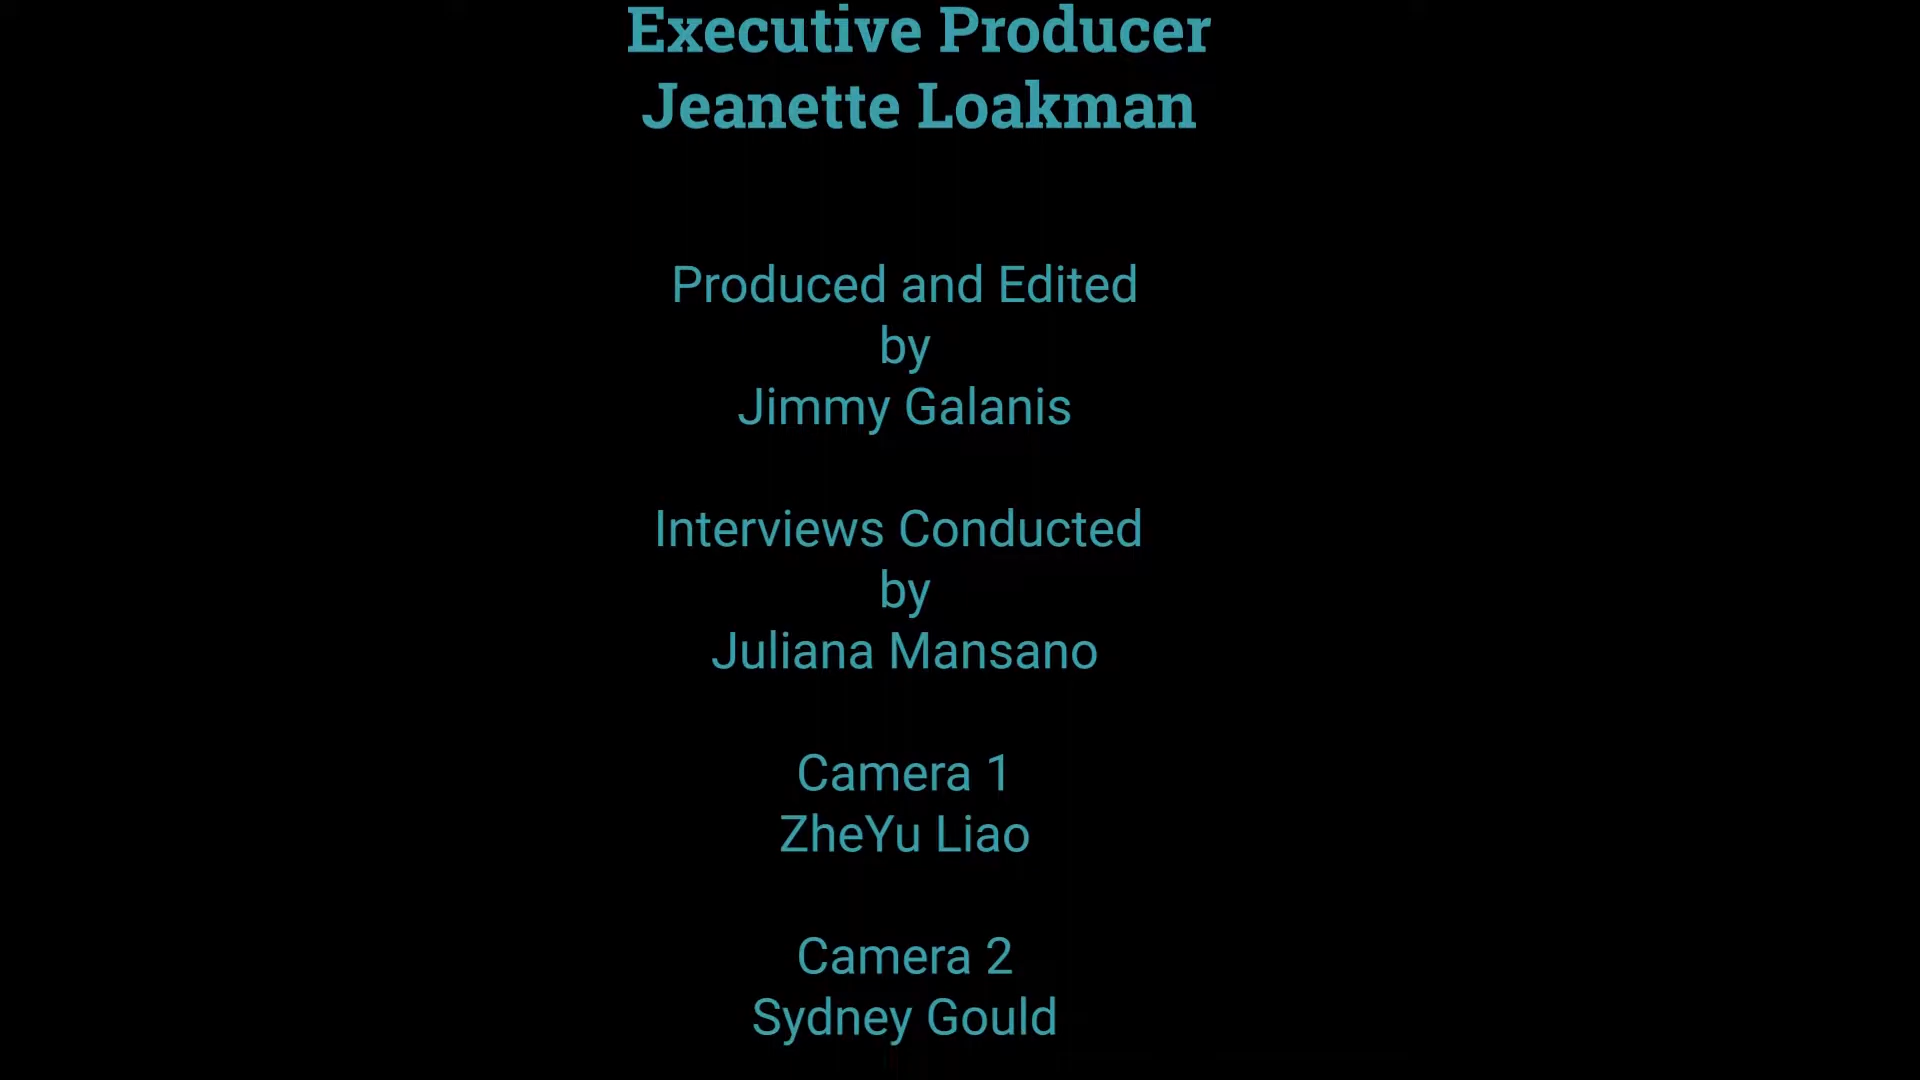 Executive Producer
Jeanette Loakman
Produced and Edited
by
Jimmy Galanis
Interviews Conducted
by
Juliana Mansano
Camera 1
ZheYu Liao
Camera 2
Sydney Gould